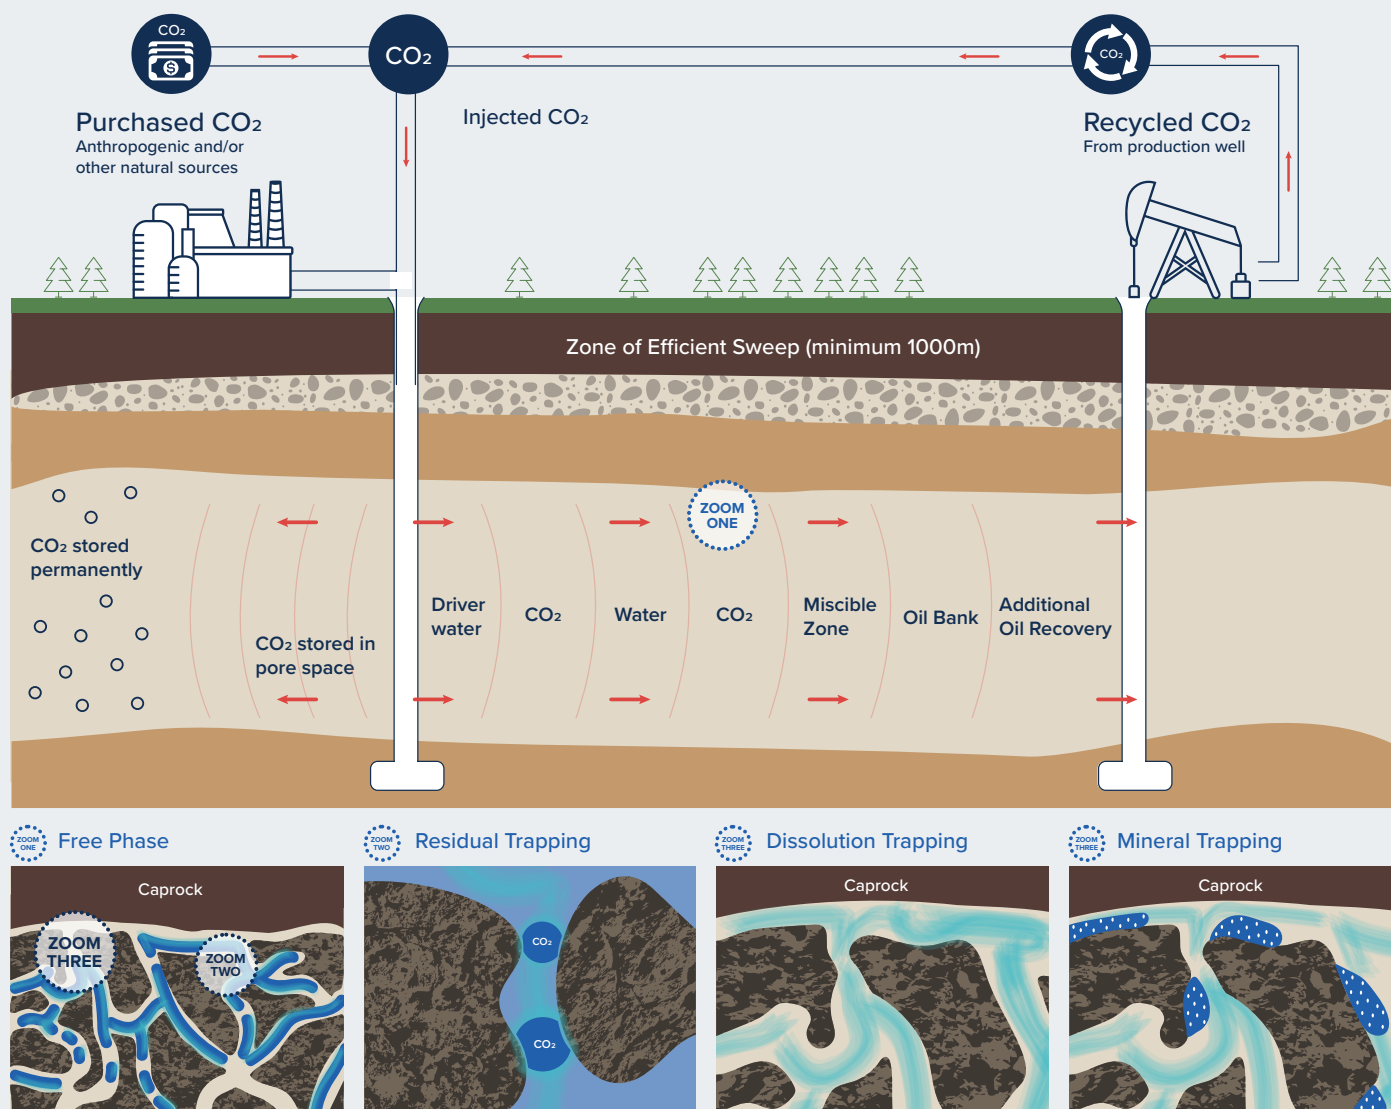 CO₂
CO₂
CO₂
Purchased CO₂
Anthropogenic and/or
other natural sources
Injected CO₂
Recycled CO₂
From production well
Zone of Efficient Sweep (minimum 1000m)
ZOOM
ONE
CO₂ stored
permanently
CO₂ stored in
pore space
Driver
water
CO₂
Water
CO₂
Miscible
Zone
Oil Bank
Additional
Oil Recovery
ZOOM
ONE
Free Phase
ZOOM
TWO
Residual Trapping
ZOOM
THREE
Dissolution Trapping
ZOOM
THREE
Mineral Trapping
Caprock
ZOOM
THREE
ZOOM
TWO
CO₂
CO₂
Caprock
Caprock